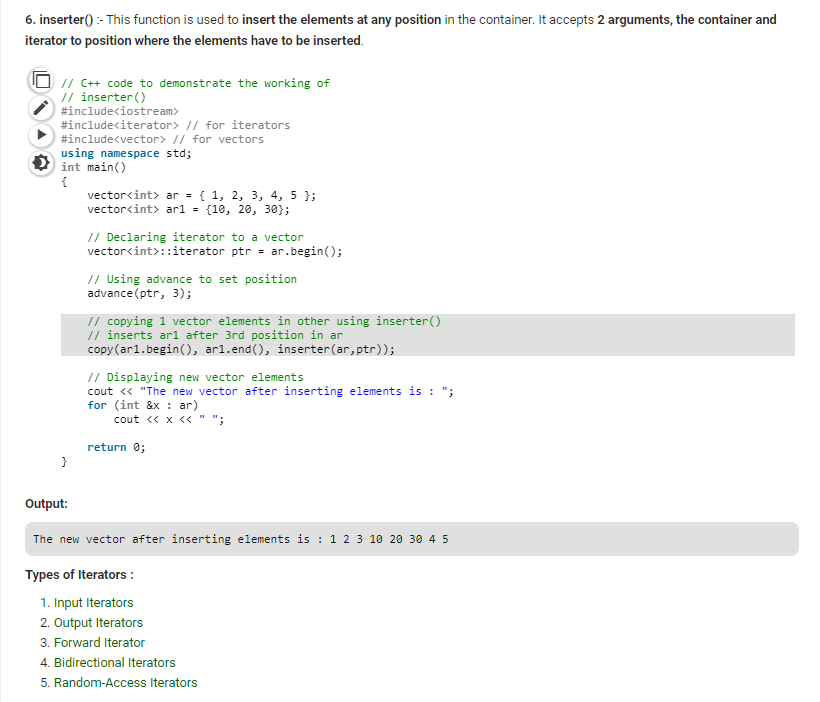 6. inserter() :- This function is used to insert the elements at any position in the container. It accepts 2 arguments, the container and
iterator to position where the elements have to be inserted.
// C++ code to demonstrate the working of
// inserter()
#include<iostream>
#include<iterator> // for iterators
#include<vector> // for vectors
using namespace std;
int main()
{
    vector<int> ar = { 1, 2, 3, 4, 5 };
    vector<int> ar1 = {10, 20, 30};
    // Declaring iterator to a vector
    vector<int>::iterator ptr = ar.begin();
    // Using advance to set position
    advance(ptr, 3);
    // copying 1 vector elements in other using inserter()
    // inserts ar1 after 3rd position in ar
    copy(ar1.begin(), ar1.end(), inserter(ar,ptr));
    // Displaying new vector elements
    cout << "The new vector after inserting elements is : ";
    for (int &x : ar)
        cout << x << " ";
    return 0;
}
Output:
The new vector after inserting elements is : 1 2 3 10 20 30 4 5
Types of Iterators :
1. Input Iterators
2. Output Iterators
3. Forward Iterator
4. Bidirectional Iterators
5. Random-Access Iterators